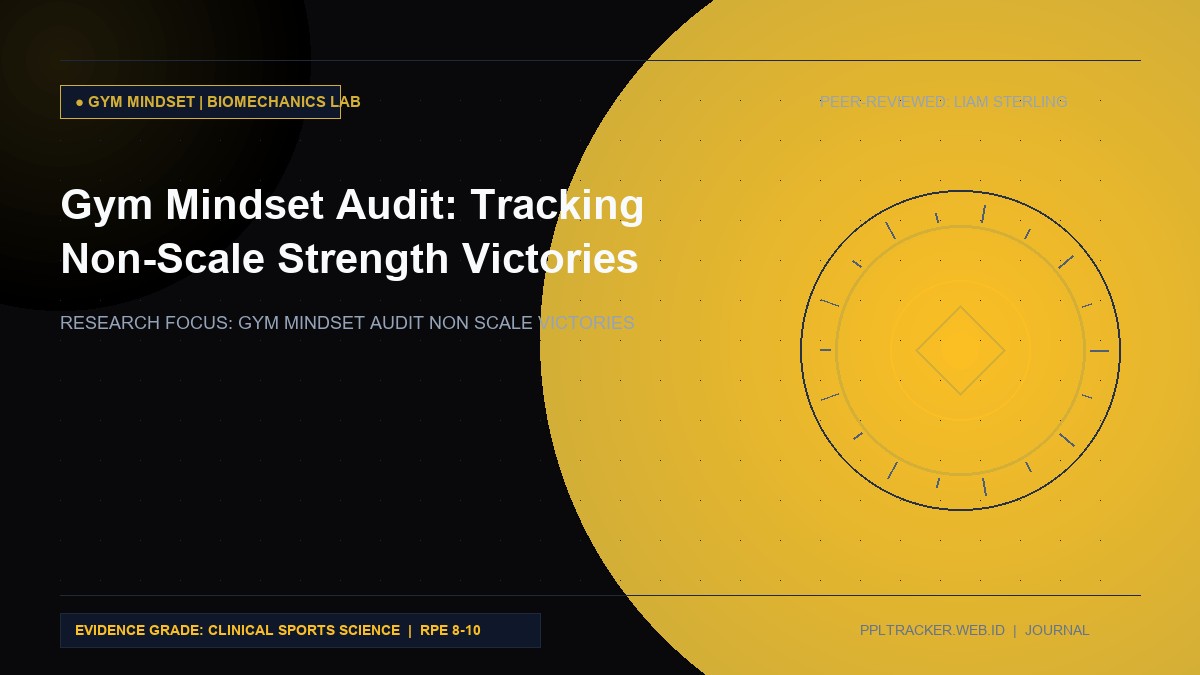 ● GYM MINDSET | BIOMECHANICS LAB
PEER-REVIEWED: LIAM STERLING
Gym Mindset Audit: Tracking
Non-Scale Strength Victories
RESEARCH FOCUS: GYM MINDSET AUDIT NON SCALE VICTORIES
EVIDENCE GRADE: CLINICAL SPORTS SCIENCE | RPE 8-10
PPLTRACKER.WEB.ID | JOURNAL